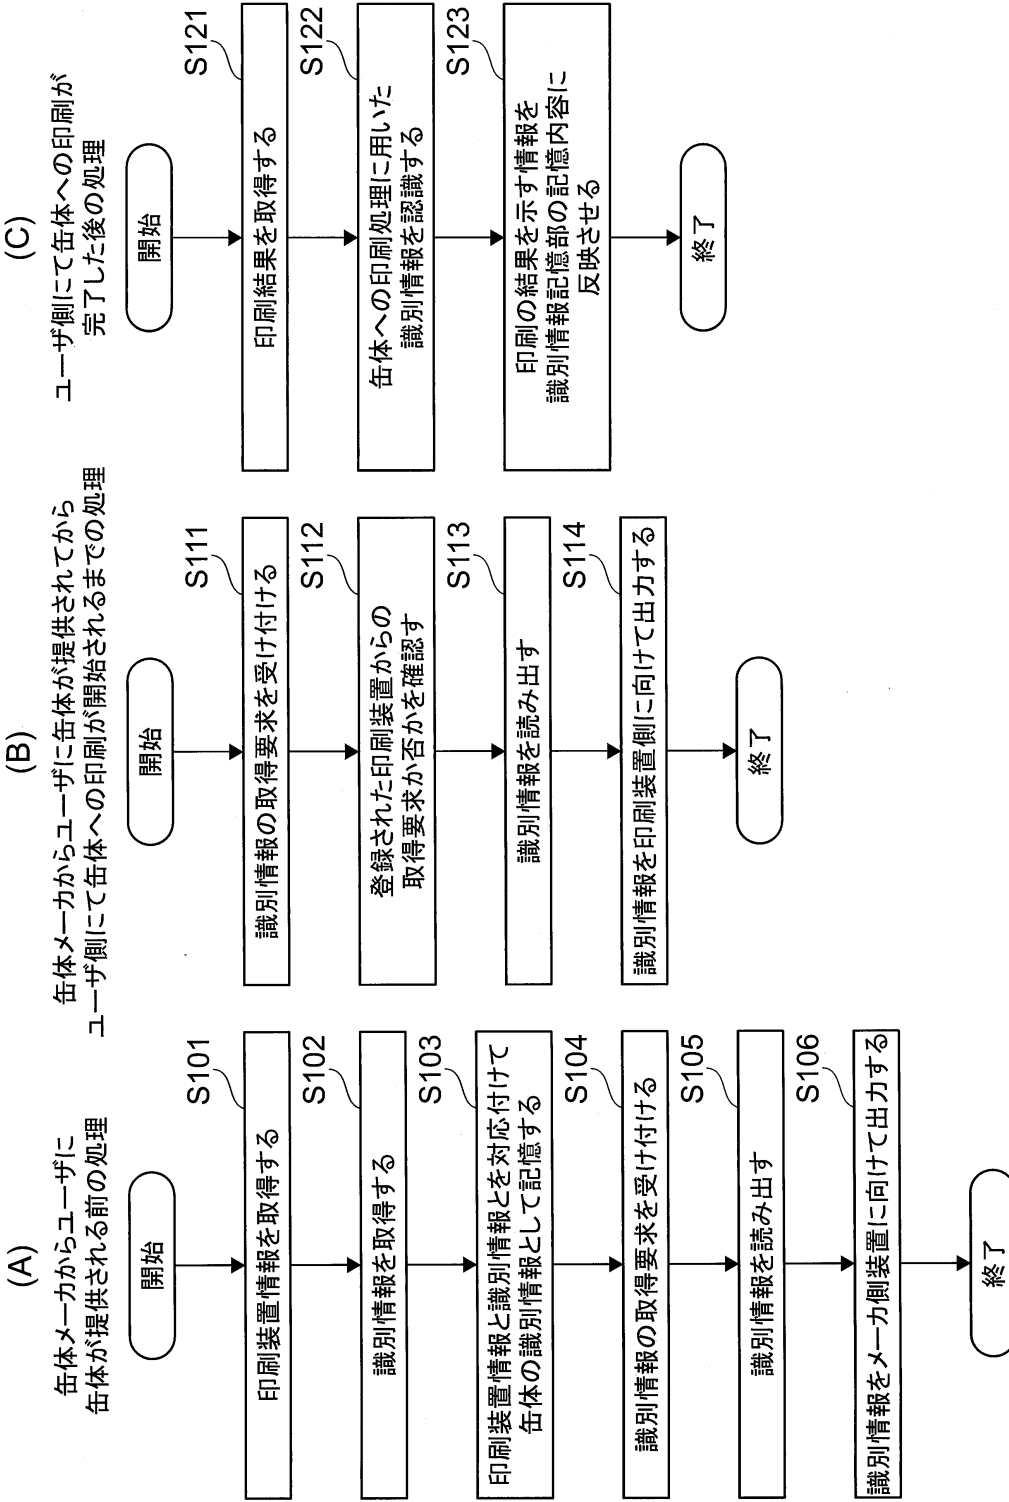 (A)
缶体メーカからユーザに
缶体が提供される前の処理
開始
S101
印刷装置情報を取得する
S102
識別情報を取得する
S103
印刷装置情報と識別情報とを対応付けて
缶体の識別情報として記憶する
S104
識別情報の取得要求を受け付ける
S105
識別情報を読み出す
S106
識別情報をメーカ側装置に向けて出力する
終了
(B)
缶体メーカからユーザに缶体が提供されてから
ユーザ側にて缶体への印刷が開始されるまでの処理
開始
S111
識別情報の取得要求を受け付ける
S112
登録された印刷装置からの
取得要求か否かを確認す
S113
識別情報を読み出す
S114
識別情報を印刷装置側に向けて出力する
終了
(C)
ユーザ側にて缶体への印刷が
完了した後の処理
開始
S121
印刷結果を取得する
S122
缶体への印刷処理に用いた
識別情報を認識する
S123
印刷の結果を示す情報を
識別情報記憶部の記憶内容に
反映させる
終了